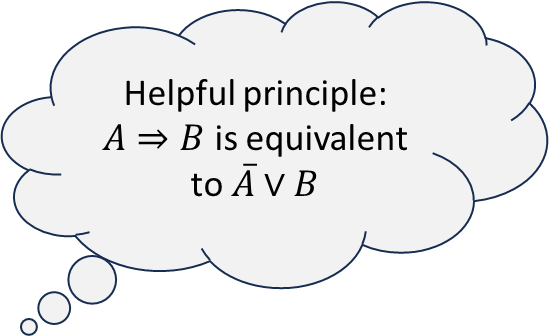 Helpful principle:
A ⇒ B is equivalent
to Ā ∨ B